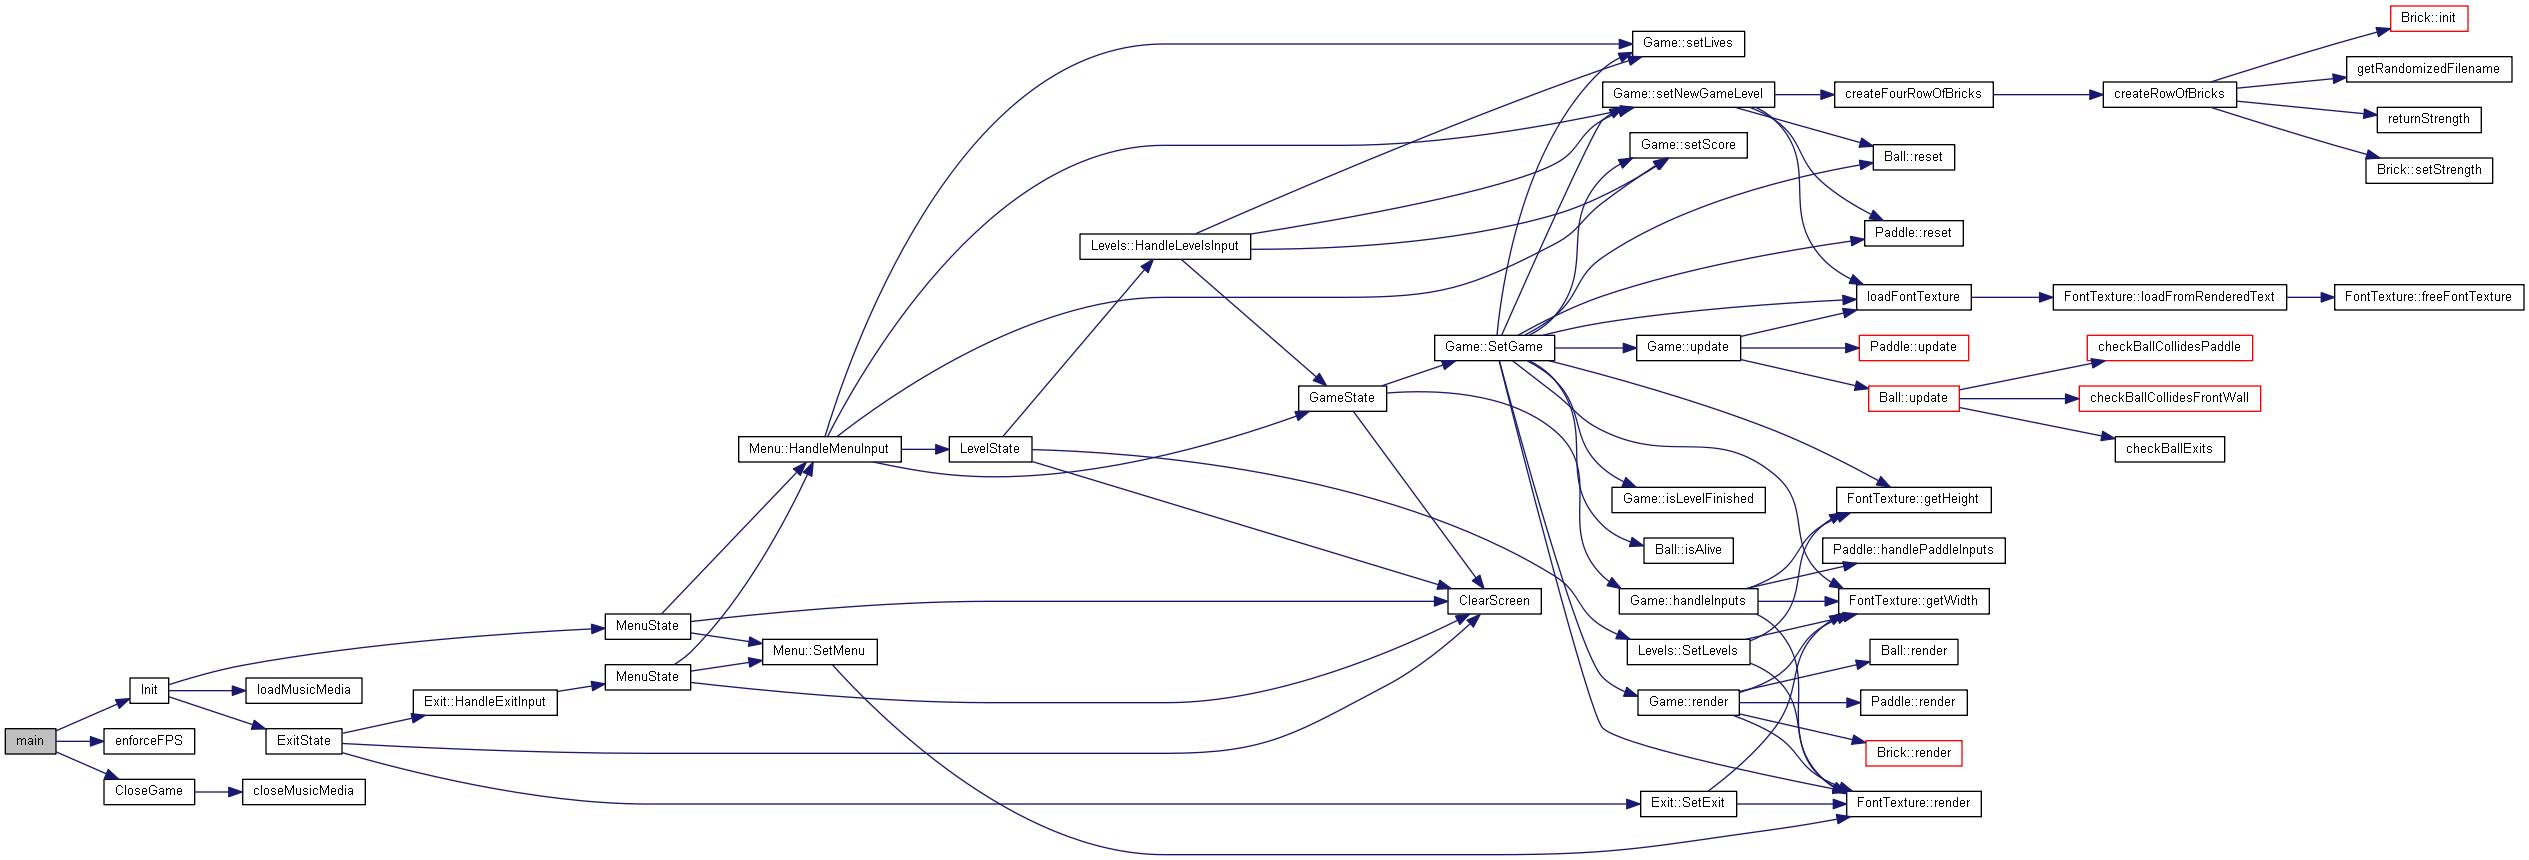 main
Init
enforceFPS
CloseGame
loadMusicMedia
ExitState
closeMusicMedia
Exit::HandleExitInput
MenuState
MenuState
Menu::HandleMenuInput
Menu::SetMenu
LevelState
Levels::HandleLevelsInput
GameState
Game::SetGame
ClearScreen
Game::setLives
Game::setNewGameLevel
Game::setScore
Game::update
Game::isLevelFinished
Ball::isAlive
Game::handleInputs
Levels::SetLevels
Game::render
Exit::SetExit
createFourRowOfBricks
Ball::reset
Paddle::reset
loadFontTexture
Paddle::update
Ball::update
FontTexture::getHeight
Paddle::handlePaddleInputs
FontTexture::getWidth
Ball::render
Paddle::render
Brick::render
FontTexture::render
createRowOfBricks
FontTexture::loadFromRenderedText
checkBallCollidesPaddle
checkBallCollidesFrontWall
checkBallExits
Brick::init
getRandomizedFilename
returnStrength
Brick::setStrength
FontTexture::freeFontTexture